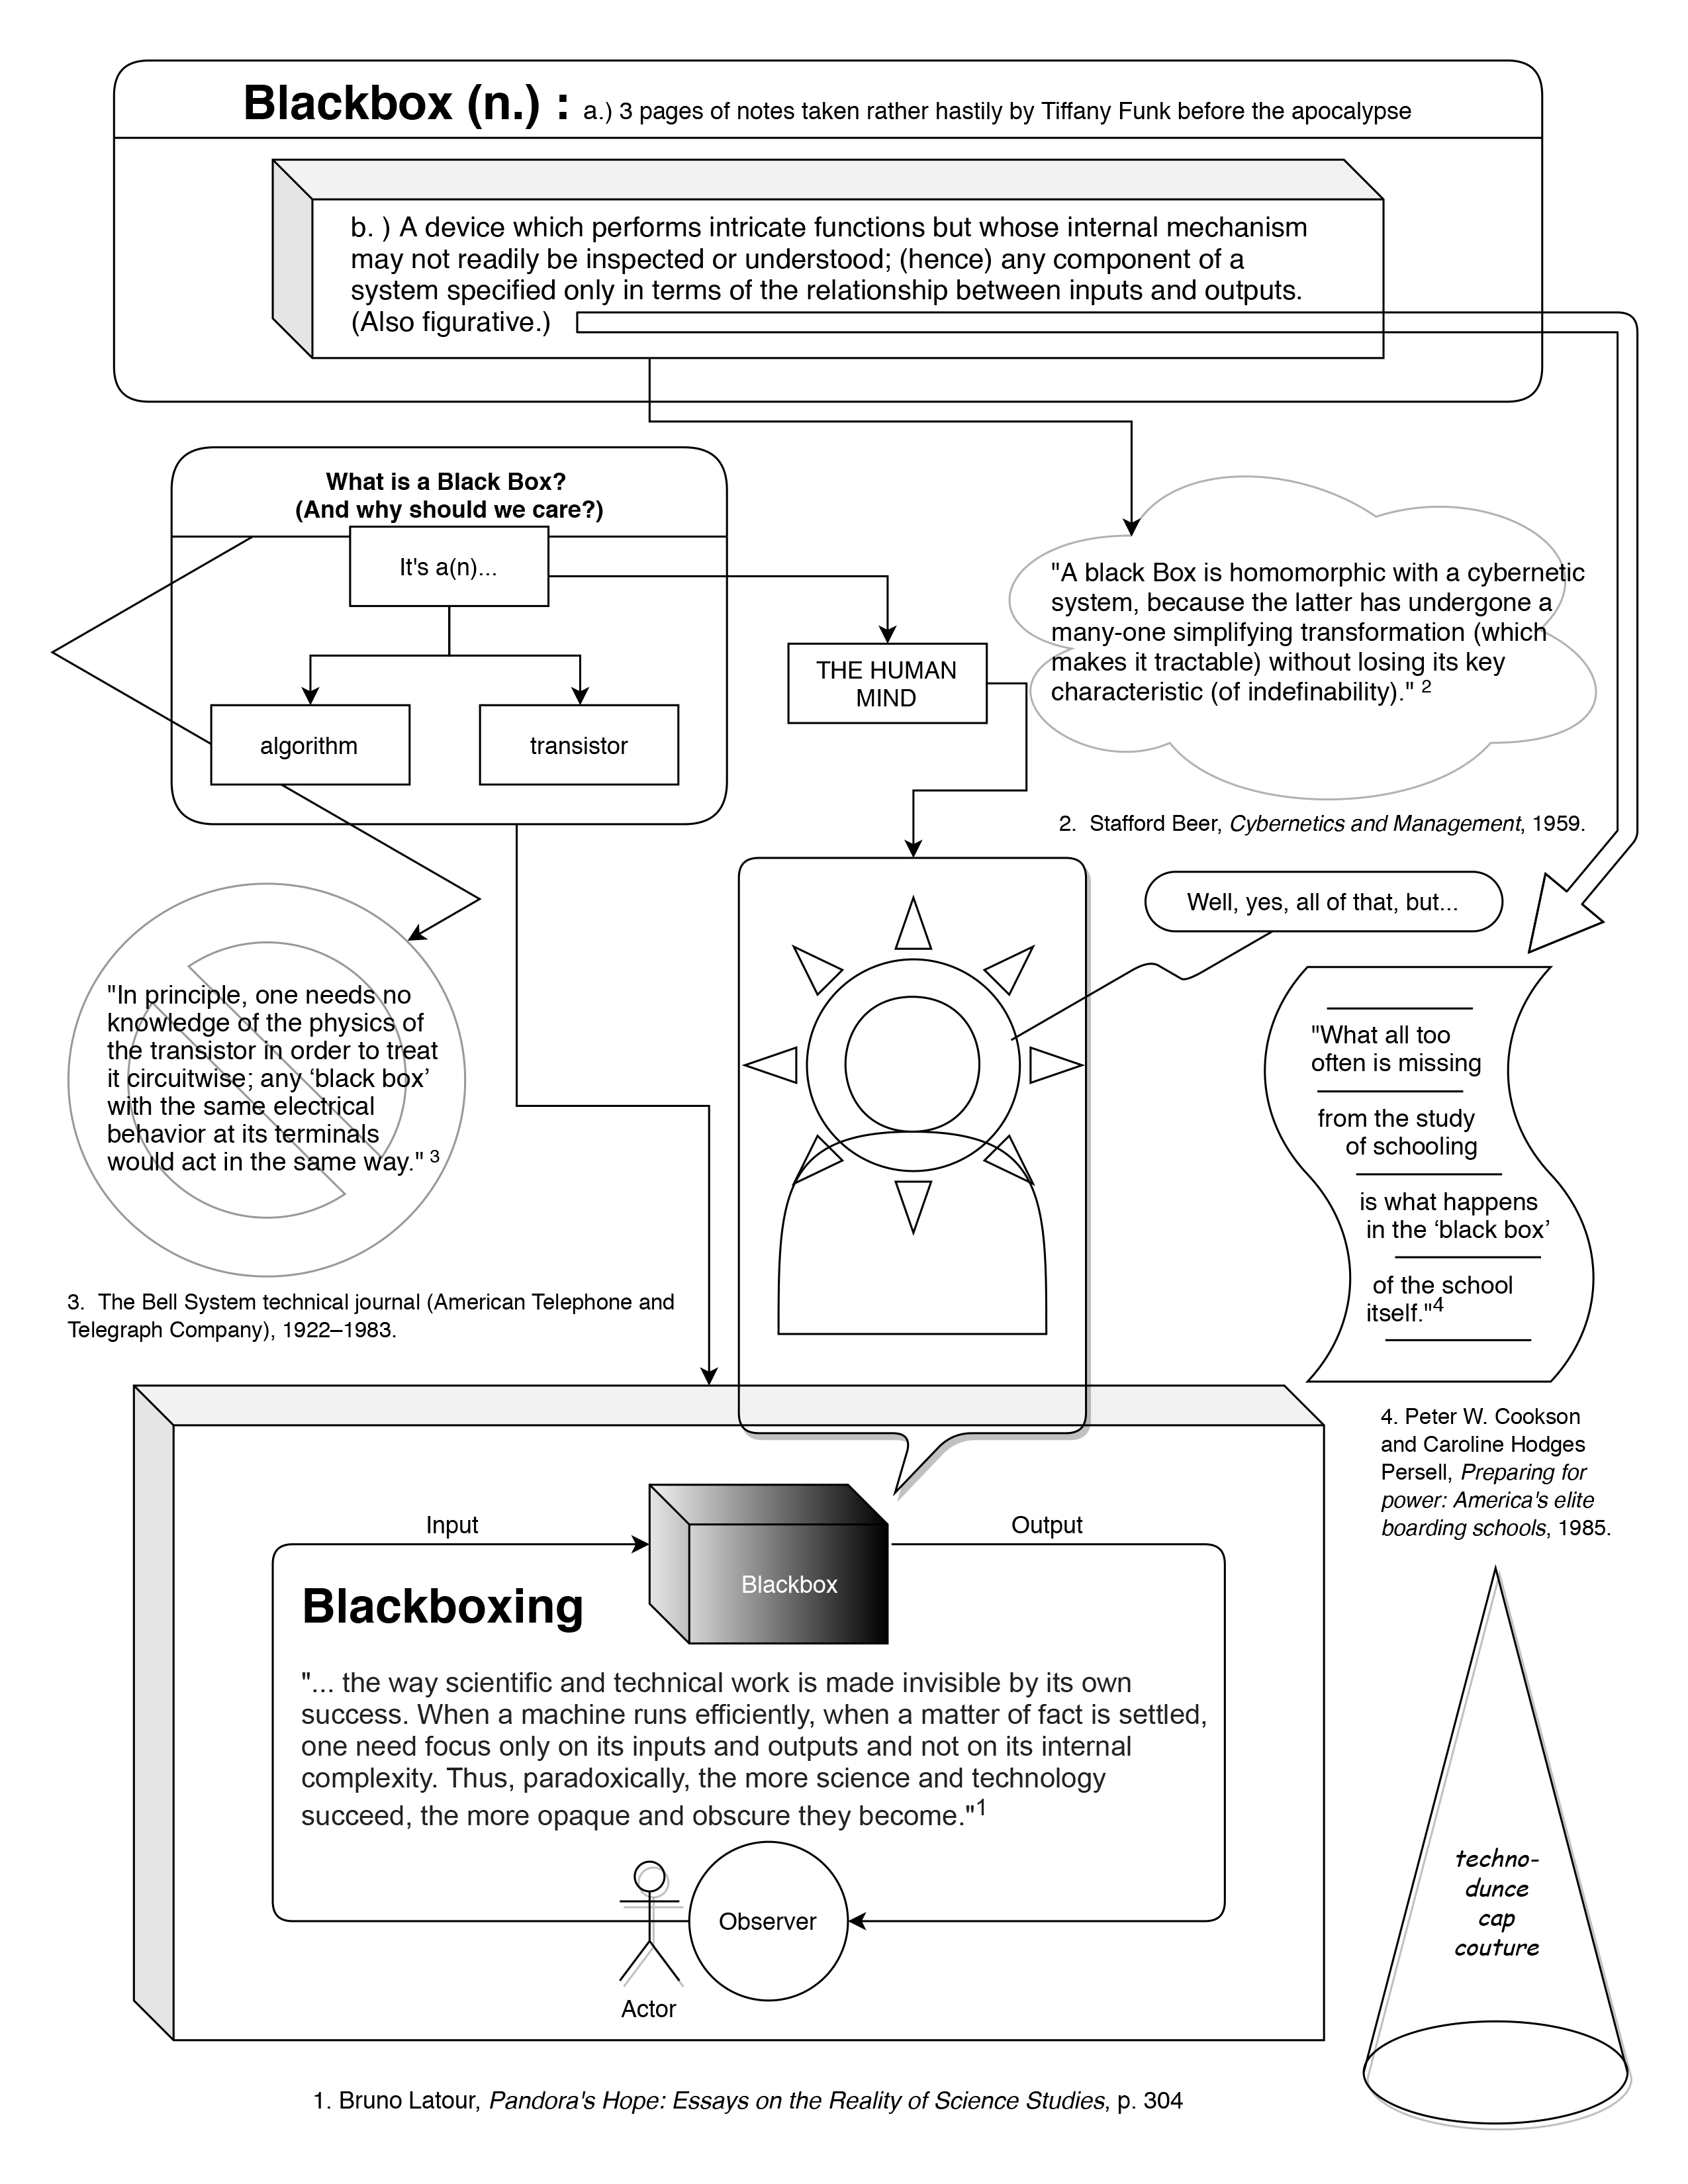 Blackbox (n.) : a.) 3 pages of notes taken rather hastily by Tiffany Funk before the apocalypse
b. ) A device which performs intricate functions but whose internal mechanism
may not readily be inspected or understood; (hence) any component of a
system specified only in terms of the relationship between inputs and outputs.
(Also figurative.)
What is a Black Box?
(And why should we care?)
It's a(n)...
algorithm
transistor
THE HUMAN
MIND
"A black Box is homomorphic with a cybernetic
system, because the latter has undergone a
many-one simplifying transformation (which
makes it tractable) without losing its key
characteristic (of indefinability)." 2
2.  Stafford Beer, Cybernetics and Management, 1959.
Well, yes, all of that, but...
"In principle, one needs no
knowledge of the physics of
the transistor in order to treat
it circuitwise; any ‘black box’
with the same electrical
behavior at its terminals
would act in the same way." 3
3.  The Bell System technical journal (American Telephone and
Telegraph Company), 1922–1983.
"What all too
often is missing
from the study
of schooling
is what happens
in the ‘black box’
of the school
itself."4
4. Peter W. Cookson
and Caroline Hodges
Persell, Preparing for
power: America's elite
boarding schools, 1985.
Input
Output
Blackbox
Blackboxing
"... the way scientific and technical work is made invisible by its own
success. When a machine runs efficiently, when a matter of fact is settled,
one need focus only on its inputs and outputs and not on its internal
complexity. Thus, paradoxically, the more science and technology
succeed, the more opaque and obscure they become."1
Observer
Actor
techno-
dunce
cap
couture
1. Bruno Latour, Pandora's Hope: Essays on the Reality of Science Studies, p. 304